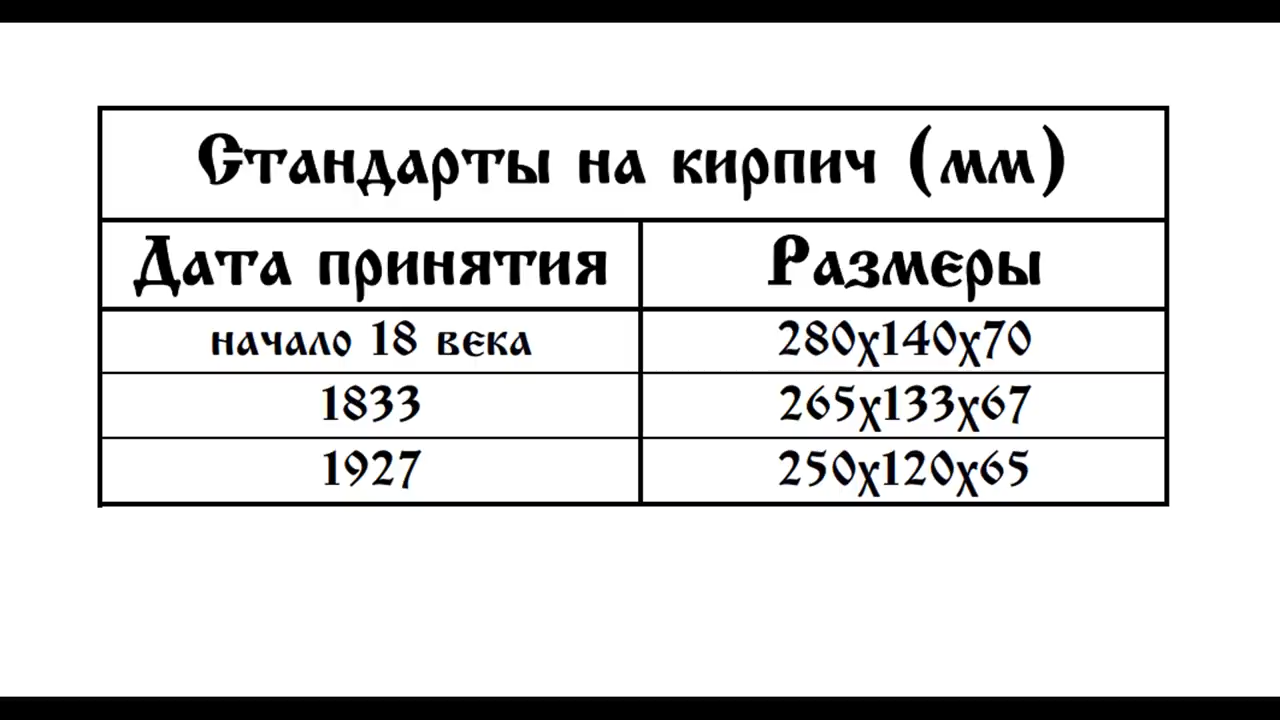 Стандарты на кирпич (мм)
Дата принятия Размеры
начало 18 века 280х140х70
1833 265х133х67
1927 250х120х65